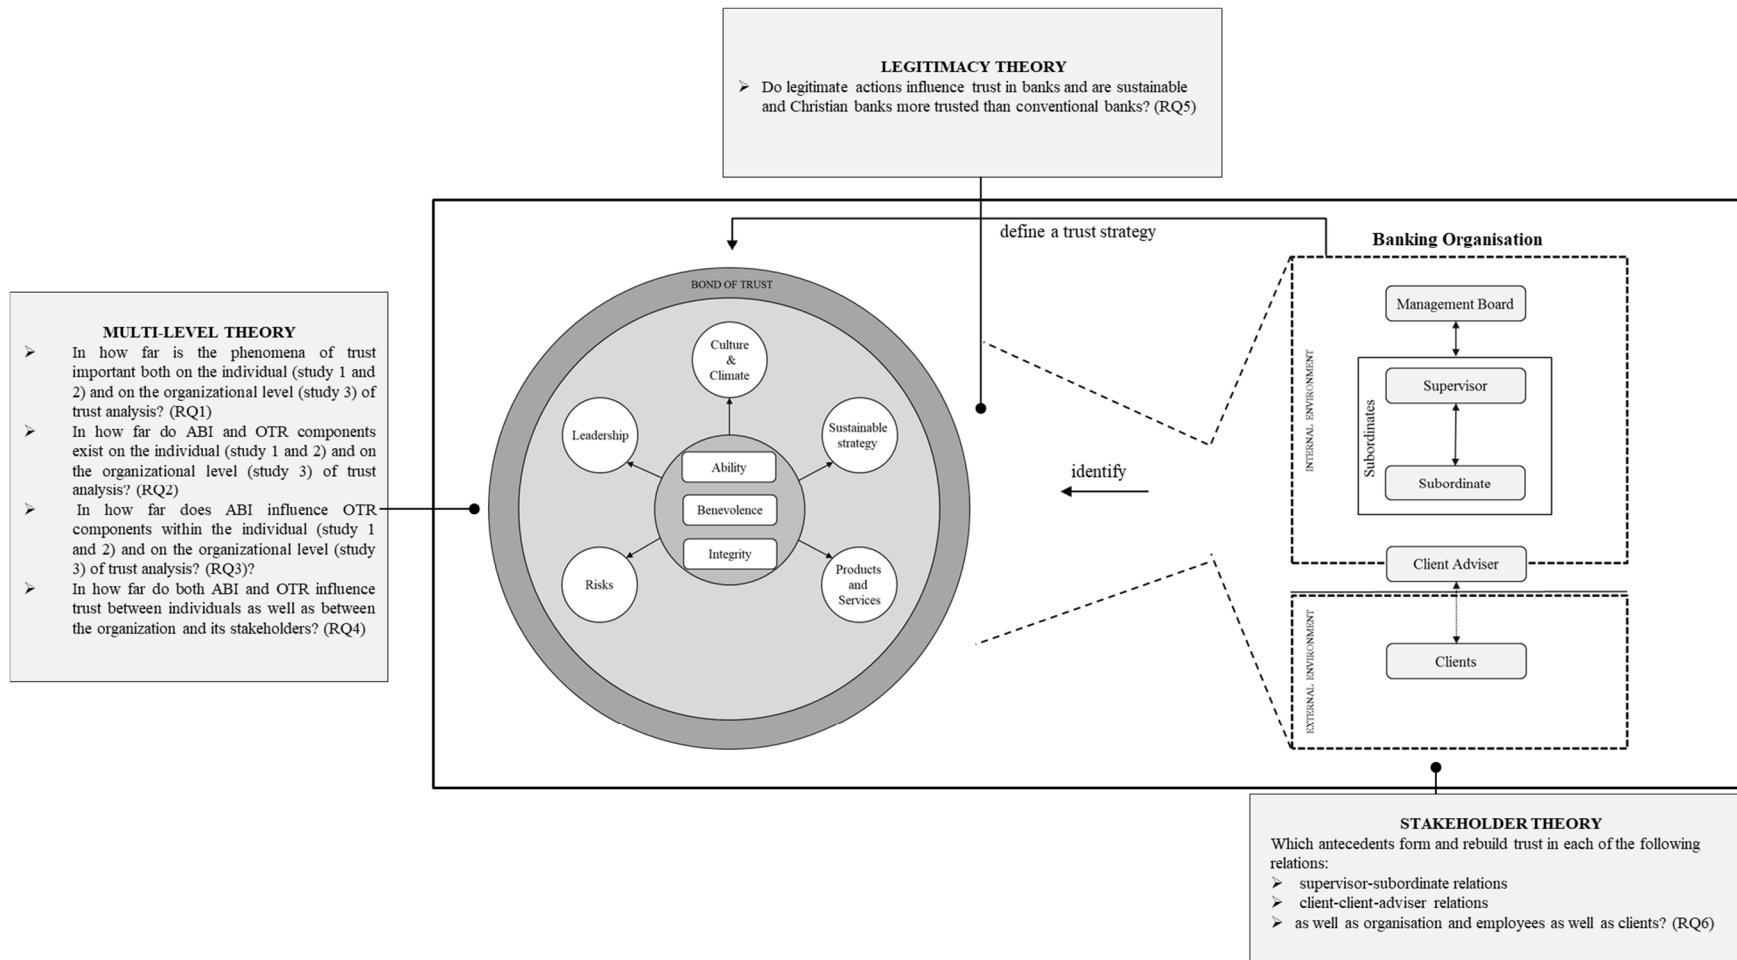 LEGITIMACY THEORY
➢ Do legitimate actions influence trust in banks and are sustainable
and Christian banks more trusted than conventional banks? (RQ5)
define a trust strategy
Banking Organisation
BOND OF TRUST
Culture
&
Climate
Leadership
Sustainable
strategy
Ability
Benevolence
Integrity
Risks
Products
and
Services
identify
INTERNAL ENVIRONMENT
Management Board
Subordinates
Supervisor
Subordinate
Client Adviser
EXTERNAL ENVIRONMENT
Clients
MULTI-LEVEL THEORY
➢ In how far is the phenomena of trust
important both on the individual (study 1 and
2) and on the organizational level (study 3) of
trust analysis? (RQ1)
➢ In how far do ABI and OTR components
exist on the individual (study 1 and 2) and on
the organizational level (study 3) of trust
analysis? (RQ2)
➢ In how far does ABI influence OTR
components within the individual (study 1
and 2) and on the organizational level (study
3) of trust analysis? (RQ3)?
➢ In how far do both ABI and OTR influence
trust between individuals as well as between
the organization and its stakeholders? (RQ4)
STAKEHOLDER THEORY
Which antecedents form and rebuild trust in each of the following
relations:
➢ supervisor-subordinate relations
➢ client-client-adviser relations
➢ as well as organisation and employees as well as clients? (RQ6)